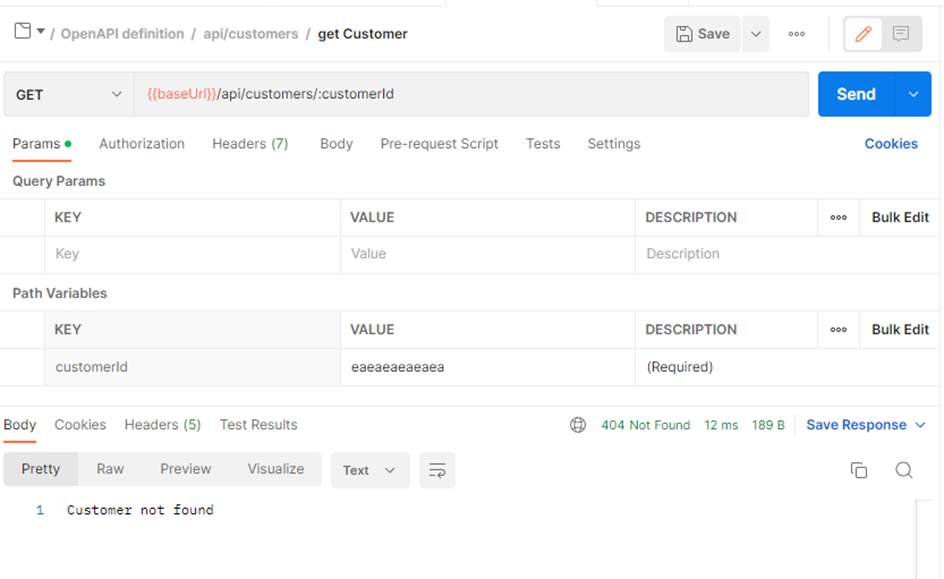 / OpenAPI definition / api/customers / get Customer
Save
GET
{{baseUrl}}/api/customers/:customerId
Send
Params Authorization Headers (7) Body Pre-request Script Tests Settings Cookies
Query Params
KEY VALUE DESCRIPTION ooo Bulk Edit
Key Value Description
Path Variables
KEY VALUE DESCRIPTION ooo Bulk Edit
customerId eaeaeaeaeaea (Required)
Body Cookies Headers (5) Test Results 404 Not Found 12 ms 189 B Save Response
Pretty Raw Preview Visualize Text
1 Customer not found